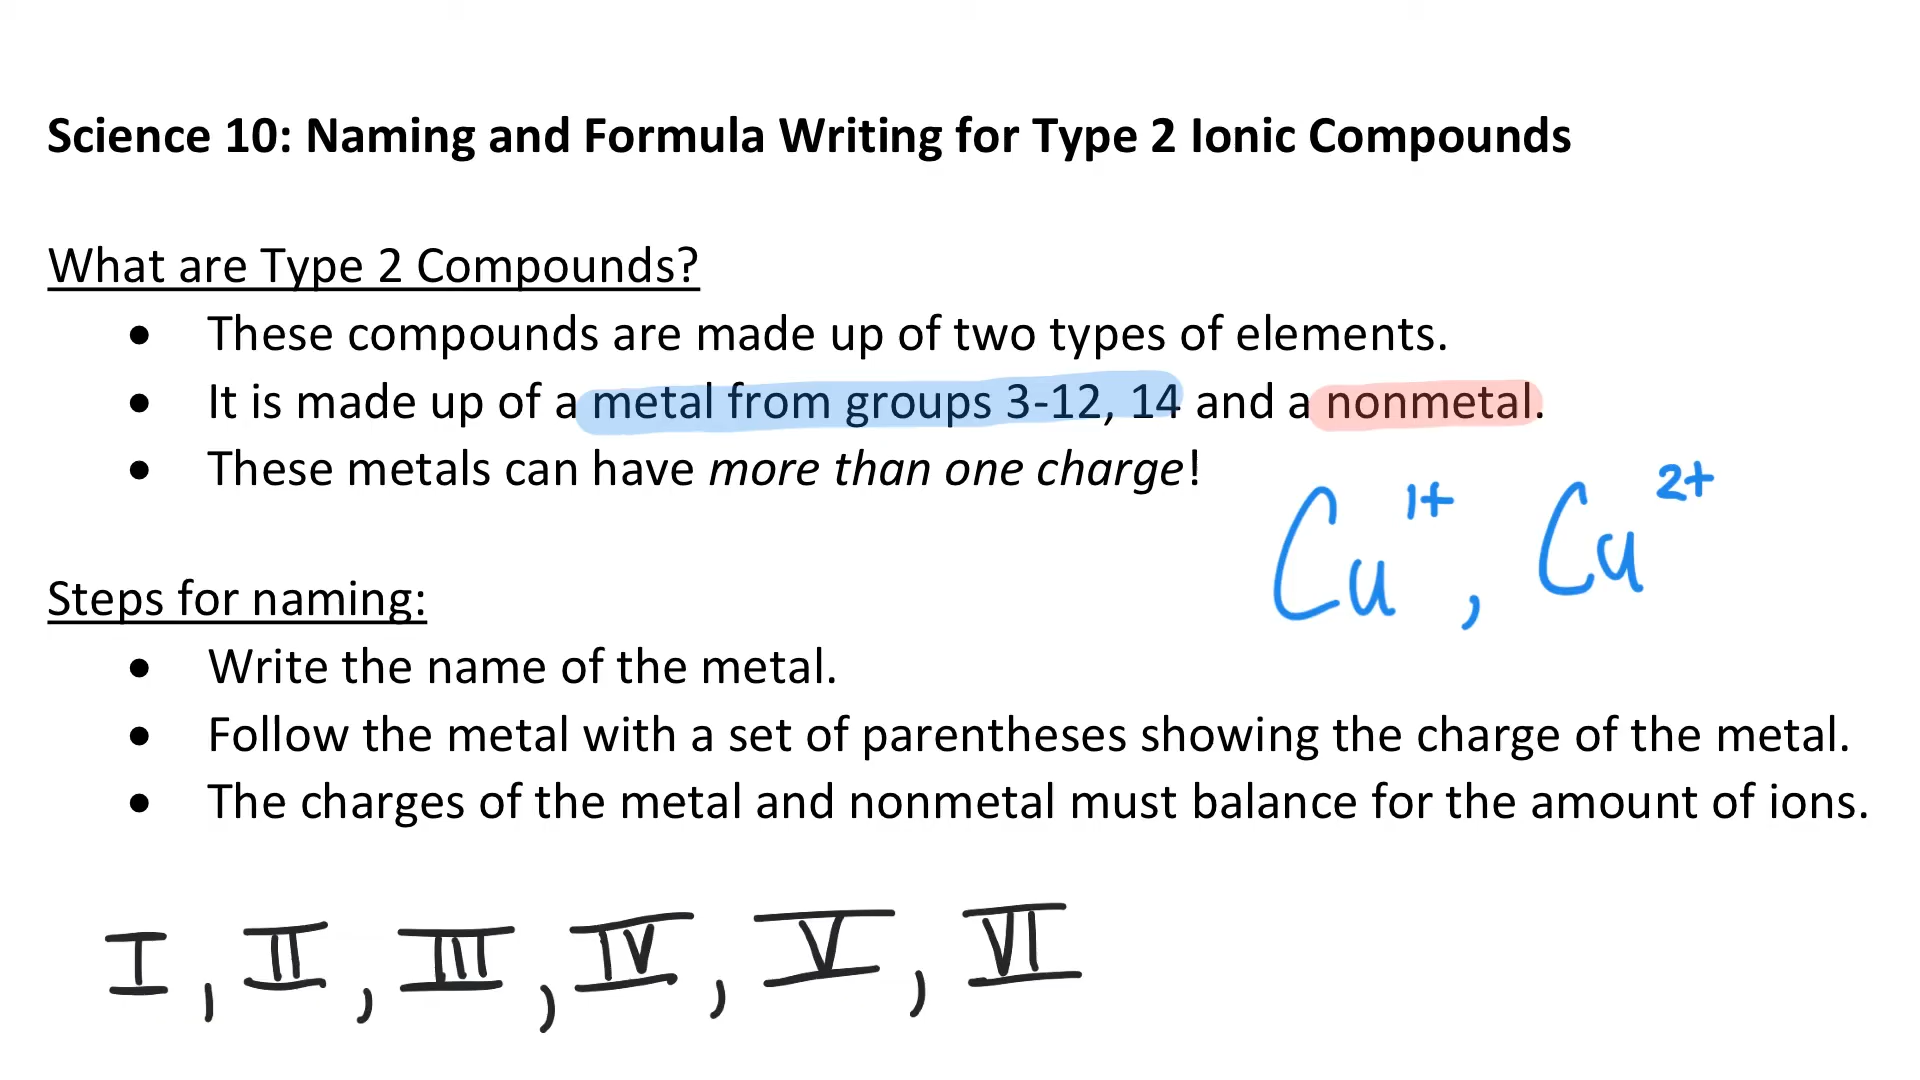 Science 10: Naming and Formula Writing for Type 2 Ionic Compounds
What are Type 2 Compounds?
• These compounds are made up of two types of elements.
• It is made up of a metal from groups 3-12, 14 and a nonmetal.
• These metals can have more than one charge!
Cu¹⁺, Cu²⁺
Steps for naming:
• Write the name of the metal.
• Follow the metal with a set of parentheses showing the charge of the metal.
• The charges of the metal and nonmetal must balance for the amount of ions.
I, II, III, IV, V, VI